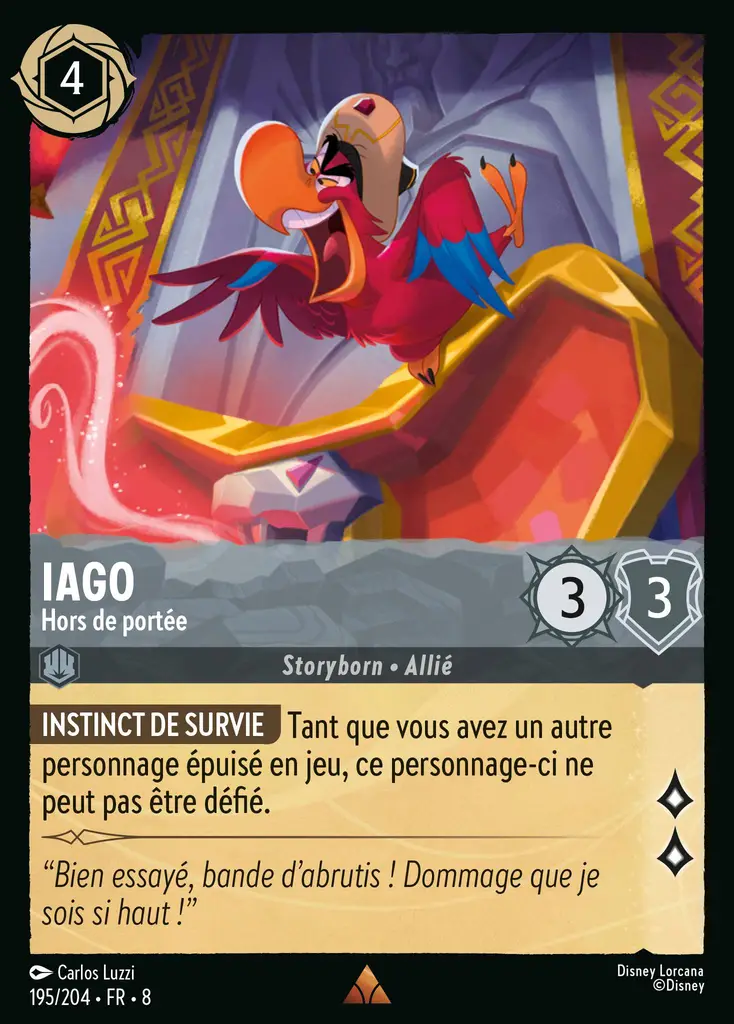 4
IAGO
Hors de portée
3
3
Storyborn • Allié
INSTINCT DE SURVIE Tant que vous avez un autre
personnage épuisé en jeu, ce personnage-ci ne
peut pas être défié.
“Bien essayé, bande d’abrutis ! Dommage que je
sois si haut !”
Carlos Luzzi
195/204 • FR • 8
Disney Lorcana
©Disney